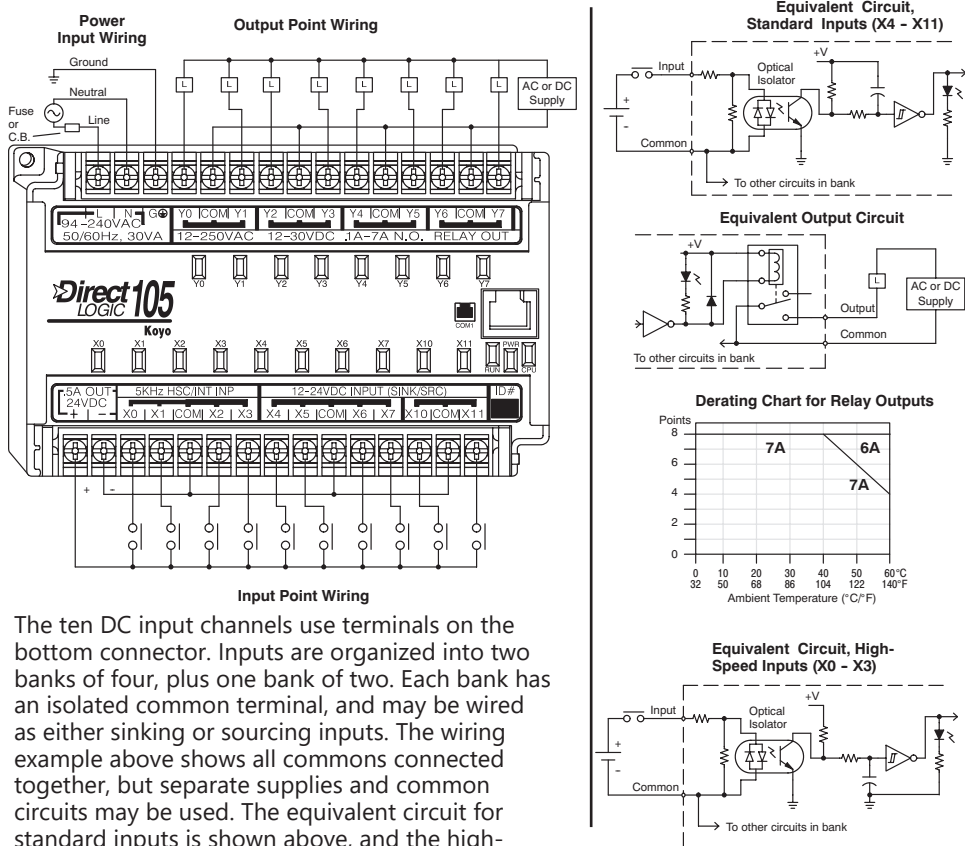 Power
Input Wiring
Output Point Wiring
Ground
Neutral
Fuse
or
C.B.
Line
L L L L L L L L
AC or DC
Supply
L N G
94-240VAC
50/60Hz, 30VA
Y0 COM Y1 Y2 COM Y3 Y4 COM Y5 Y6 COM Y7
12-250VAC 12-30VDC .1A-7A N.O. RELAY OUT
Y0 Y1 Y2 Y3 Y4 Y5 Y6 Y7
Direct 105
LOGIC
Koyo
COM1
X0 X1 X2 X3 X4 X5 X6 X7 X10 X11
PWR
RUN CPU
.5A OUT 5KHz HSC/INT INP 12-24VDC INPUT (SINK/SRC) ID#
24VDC
+ - X0 X1 COM X2 X3 X4 X5 COM X6 X7 X10 COM X11
+ -
Input Point Wiring
The ten DC input channels use terminals on the
bottom connector. Inputs are organized into two
banks of four, plus one bank of two. Each bank has
an isolated common terminal, and may be wired
as either sinking or sourcing inputs. The wiring
example above shows all commons connected
together, but separate supplies and common
circuits may be used. The equivalent circuit for
standard inputs is shown above, and the high-
Equivalent Circuit,
Standard Inputs (X4 - X11)
+V
Input
Optical
Isolator
+
-
Common
To other circuits in bank
Equivalent Output Circuit
+V
L
AC or DC
Supply
Output
Common
To other circuits in bank
Derating Chart for Relay Outputs
Points
8
7A 6A
6
7A
4
2
0
0 10 20 30 40 50 60°C
32 50 68 86 104 122 140°F
Ambient Temperature (°C/°F)
Equivalent Circuit, High-
Speed Inputs (X0 - X3)
+V
Input
Optical
Isolator
+
-
Common
To other circuits in bank